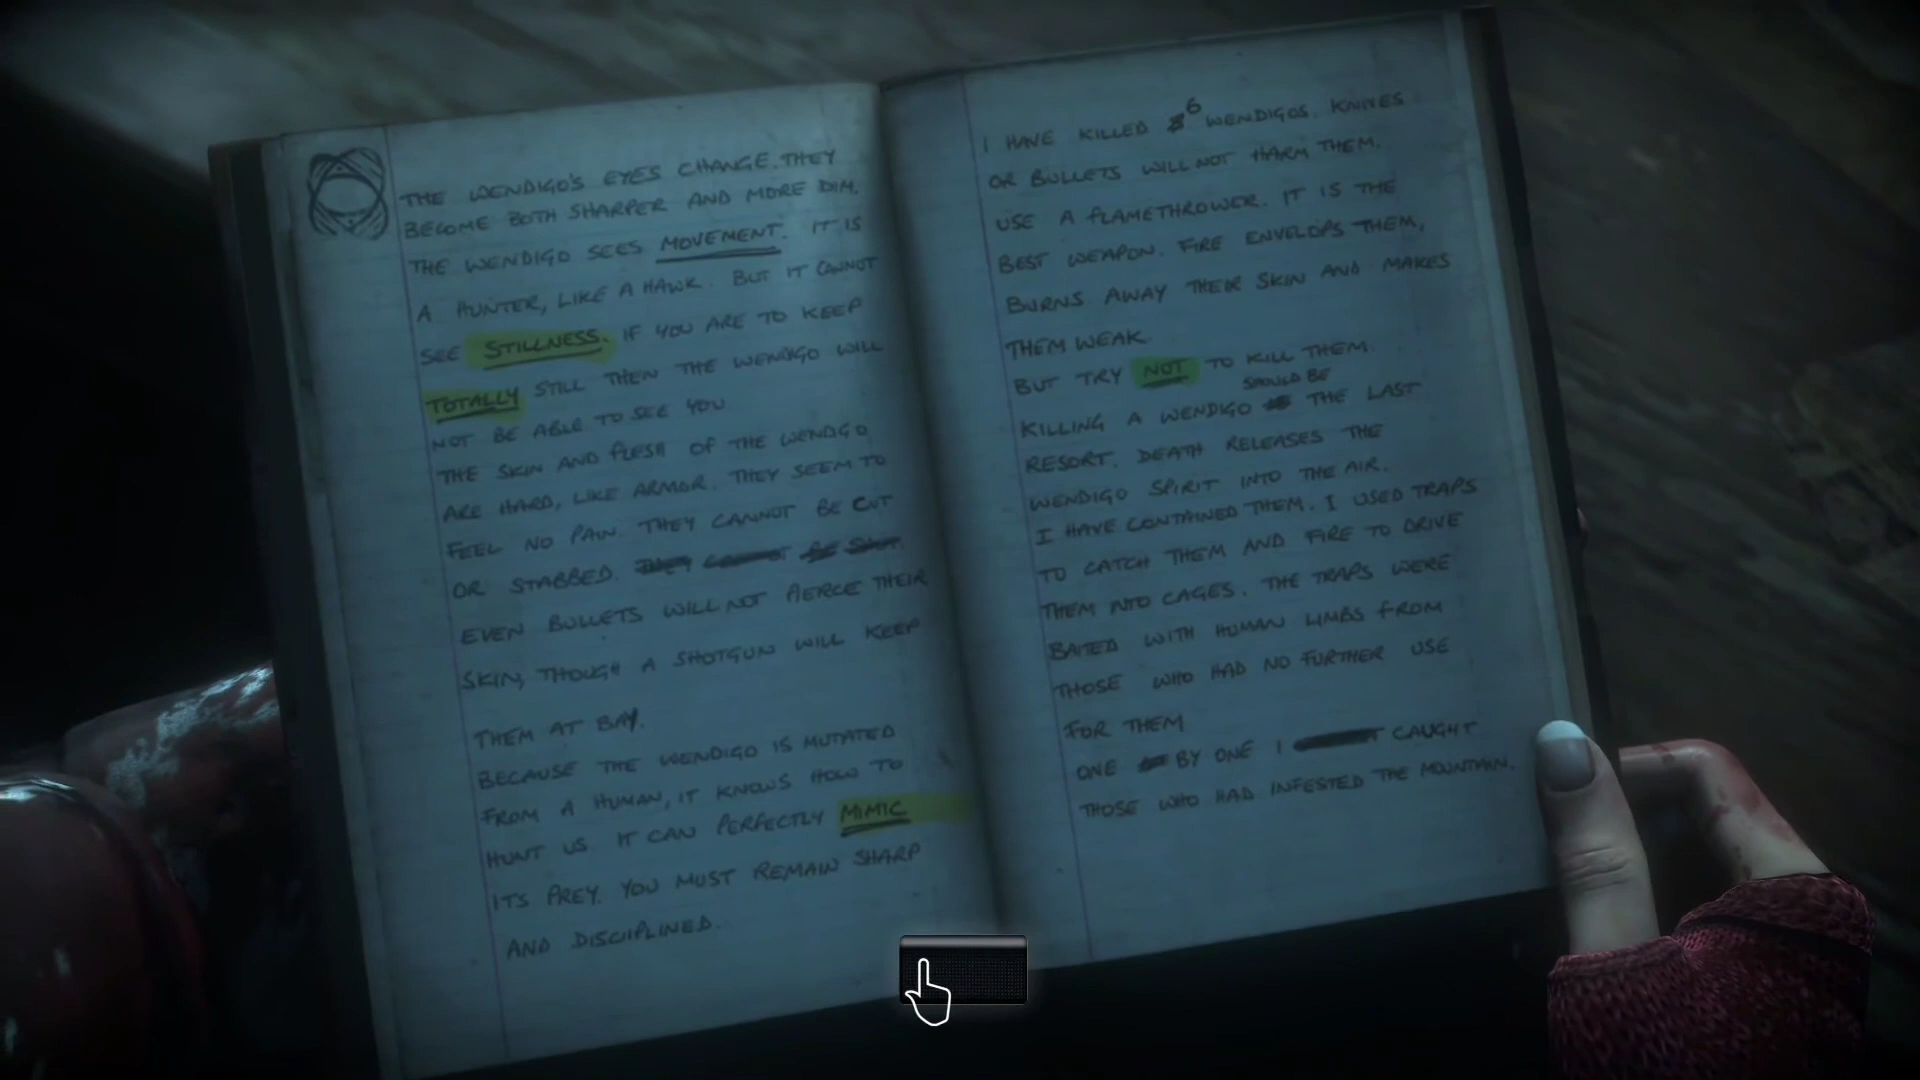 THE WENDIGO'S EYES CHANGE. THEY
BECOME BOTH SHARPER AND MORE DIM.
THE WENDIGO SEES MOVEMENT. IT IS
A HUNTER, LIKE A HAWK. BUT IT CANNOT
SEE STILLNESS. IF YOU ARE TO KEEP
TOTALLY STILL THEN THE WENDIGO WILL
NOT BE ABLE TO SEE YOU
THE SKIN AND FLESH OF THE WENDIGO
ARE HARD, LIKE ARMOR. THEY SEEM TO
FEEL NO PAIN. THEY CANNOT BE CUT
OR STABBED. THEY CANNOT BE SHOT.
EVEN BULLETS WILL NOT PIERCE THEIR
SKIN, THOUGH A SHOTGUN WILL KEEP
THEM AT BAY.
BECAUSE THE WENDIGO IS MUTATED
FROM A HUMAN, IT KNOWS HOW TO
HUNT US. IT CAN PERFECTLY MIMIC
ITS PREY. YOU MUST REMAIN SHARP
AND DISCIPLINED.
I HAVE KILLED 6 WENDIGOS. KNIVES
OR BULLETS WILL NOT HARM THEM.
USE A FLAMETHROWER. IT IS THE
BEST WEAPON. FIRE ENVELOPS THEM,
BURNS AWAY THEIR SKIN AND MAKES
THEM WEAK.
BUT TRY NOT TO KILL THEM.
KILLING A WENDIGO SHOULD BE THE LAST
RESORT. DEATH RELEASES THE
WENDIGO SPIRIT INTO THE AIR.
I HAVE CONTAINED THEM. I USED TRAPS
TO CATCH THEM AND FIRE TO DRIVE
THEM INTO CAGES. THE TRAPS WERE
BAITED WITH HUMAN LIMBS FROM
THOSE WHO HAD NO FURTHER USE
FOR THEM
ONE BY ONE I CAUGHT
THOSE WHO HAD INFESTED THE MOUNTAIN.